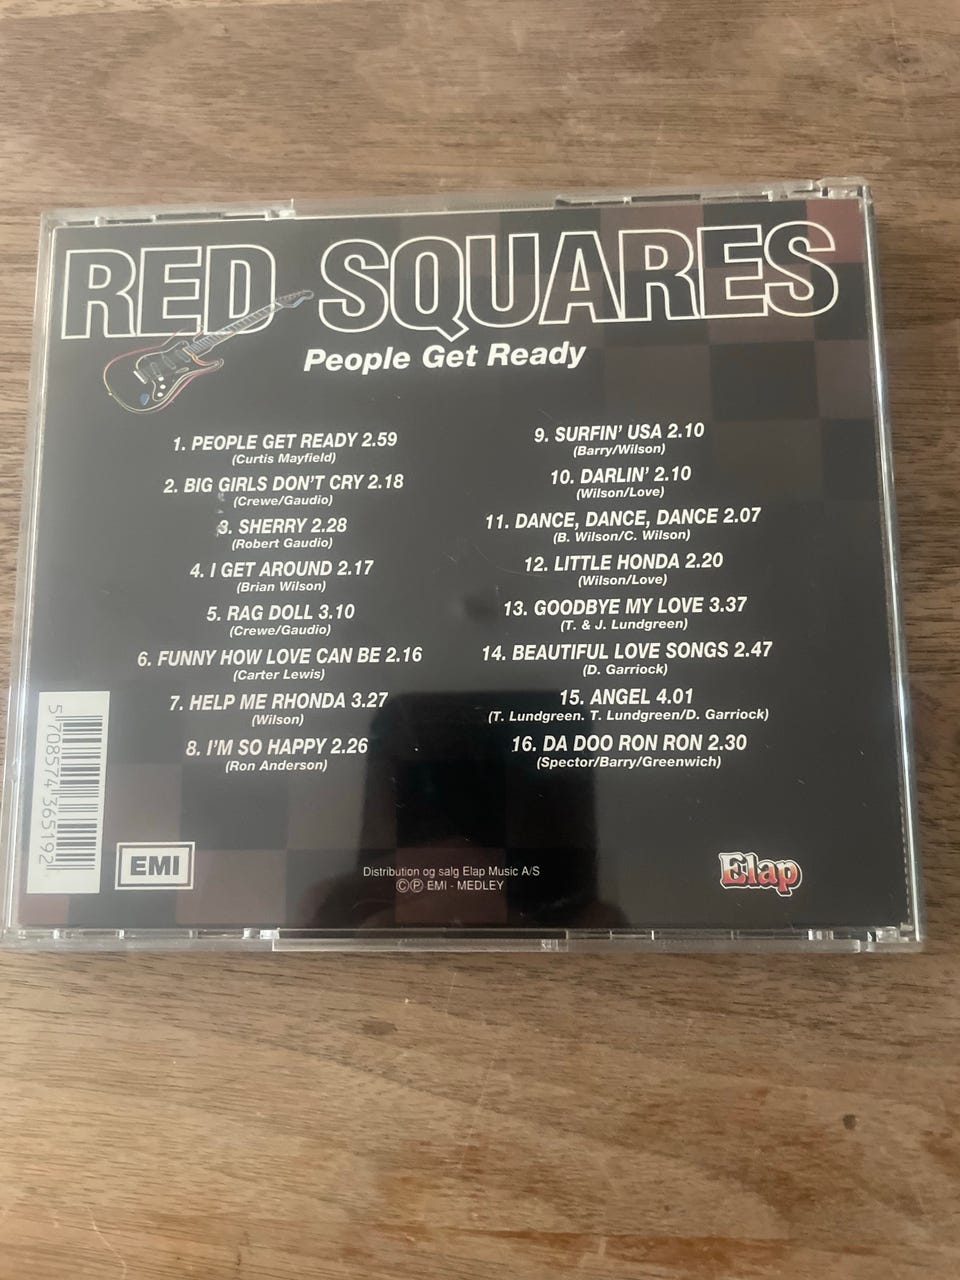 RED SQUARES
People Get Ready
1. PEOPLE GET READY 2.59
(Curtis Mayfield)
2. BIG GIRLS DON'T CRY 2.18
(Crewe/Gaudio)
3. SHERRY 2.28
(Robert Gaudio)
4. I GET AROUND 2.17
(Brian Wilson)
5. RAG DOLL 3.10
(Crewe/Gaudio)
6. FUNNY HOW LOVE CAN BE 2.16
(Carter Lewis)
7. HELP ME RHONDA 3.27
(Wilson)
8. I'M SO HAPPY 2.26
(Ron Anderson)
9. SURFIN' USA 2.10
(Barry/Wilson)
10. DARLIN' 2.10
(Wilson/Love)
11. DANCE, DANCE, DANCE 2.07
(B. Wilson/C. Wilson)
12. LITTLE HONDA 2.20
(Wilson/Love)
13. GOODBYE MY LOVE 3.37
(T. & J. Lundgreen)
14. BEAUTIFUL LOVE SONGS 2.47
(D. Garriock)
15. ANGEL 4.01
(T. Lundgreen. T. Lundgreen/D. Garriock)
16. DA DOO RON RON 2.30
(Spector/Barry/Greenwich)
5 708574 365192
EMI
Distribution og salg Elap Music A/S
©℗ EMI - MEDLEY
Elap